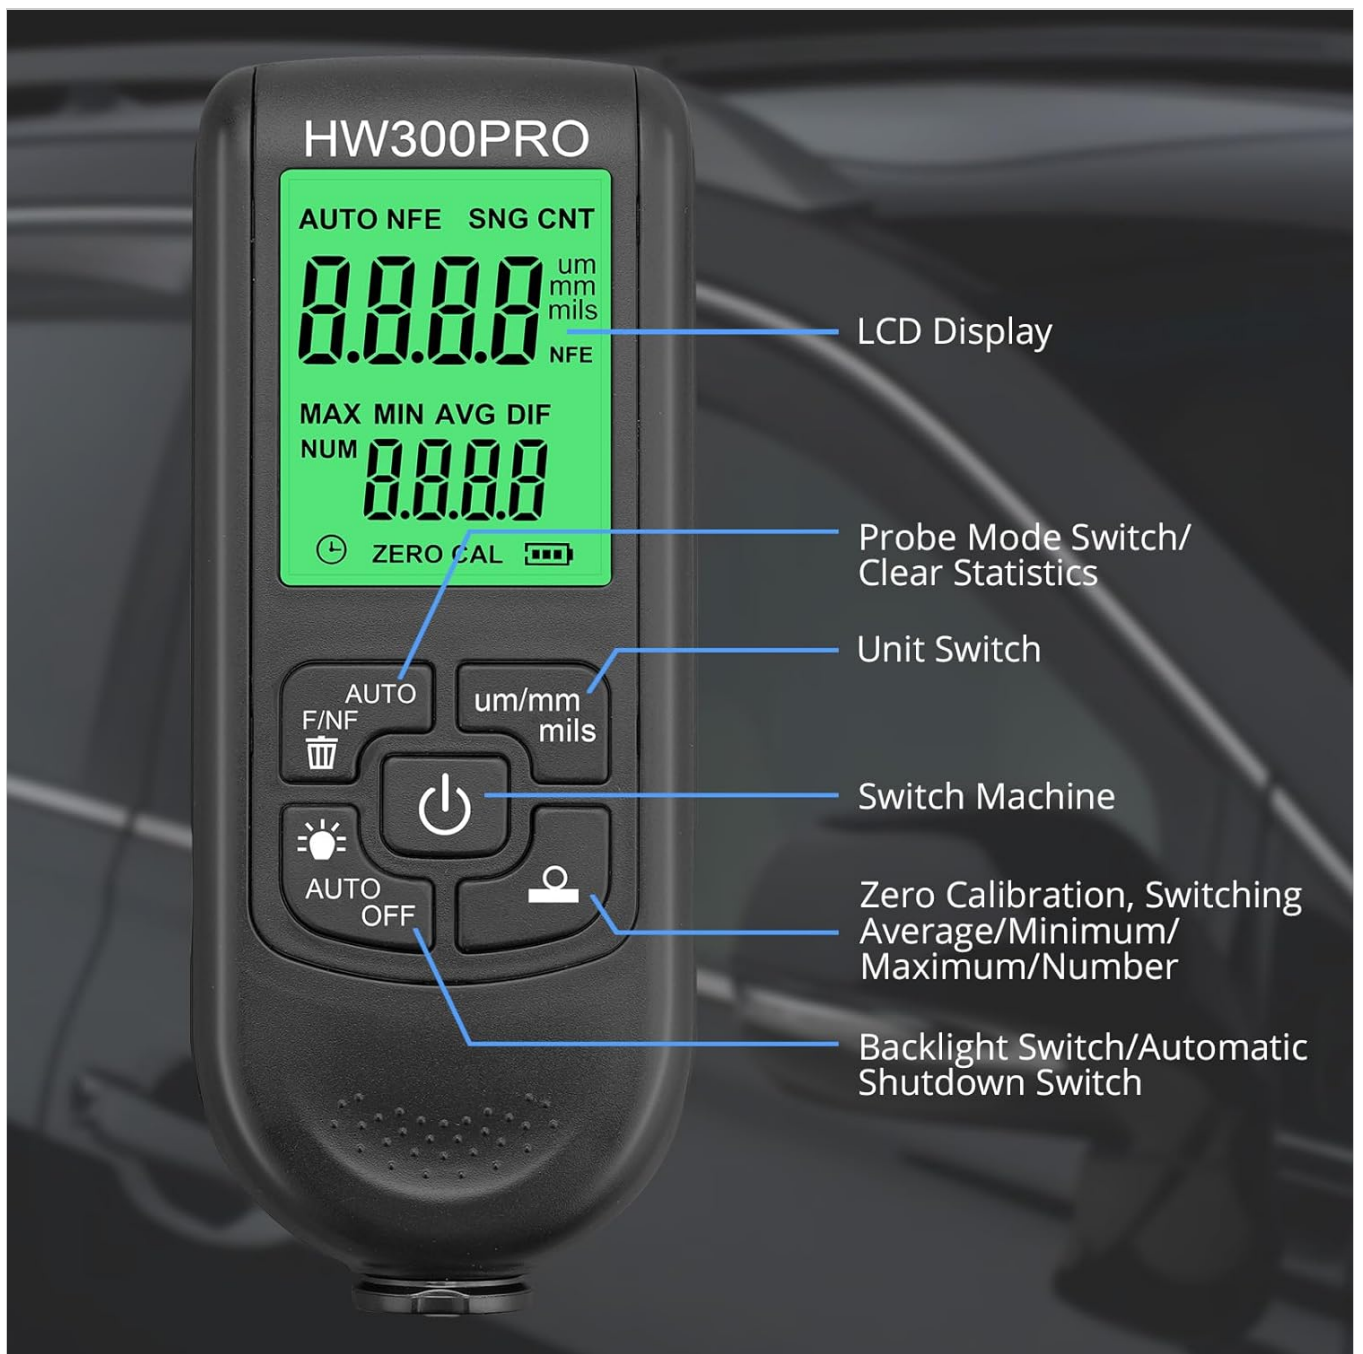 HW300PRO
AUTO NFE SNG CNT
8.8.8.8
um
mm
mils
NFE
LCD Display
MAX MIN AVG DIF
NUM
8.8.8.8
ZERO CAL
Probe Mode Switch/
Clear Statistics
Unit Switch
AUTO
F/NF
um/mm
mils
Switch Machine
AUTO
OFF
Zero Calibration, Switching
Average/Minimum/
Maximum/Number
Backlight Switch/Automatic
Shutdown Switch